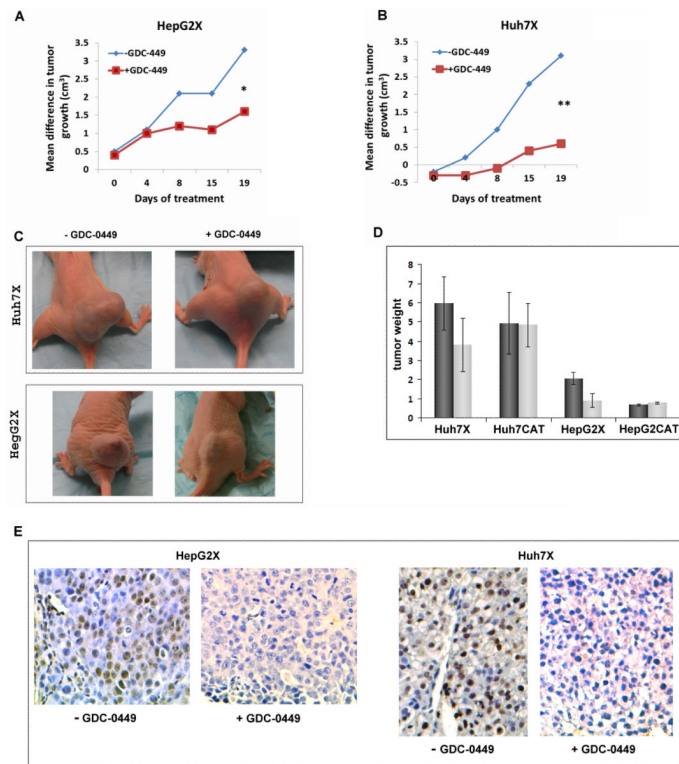 A
HepG2X
3.5
3
2.5
2
1.5
1
0.5
0
Mean difference in tumor
growth (cm³)
-GDC-449
+GDC-449
*
0 4 8 15 19
Days of treatment
B
Huh7X
3.5
3
2.5
2
1.5
1
0.5
0
-0.5
Mean difference in tumor
growth (cm³)
-GDC-449
+GDC-449
**
0 4 8 15 19
Days of treatment
C
- GDC-0449 + GDC-0449
Huh7X
HegG2X
D
8
7
6
5
4
3
2
1
0
tumor weight
Huh7X Huh7CAT HepG2X HepG2CAT
E
HepG2X
- GDC-0449 + GDC-0449
Huh7X
- GDC-0449 + GDC-0449